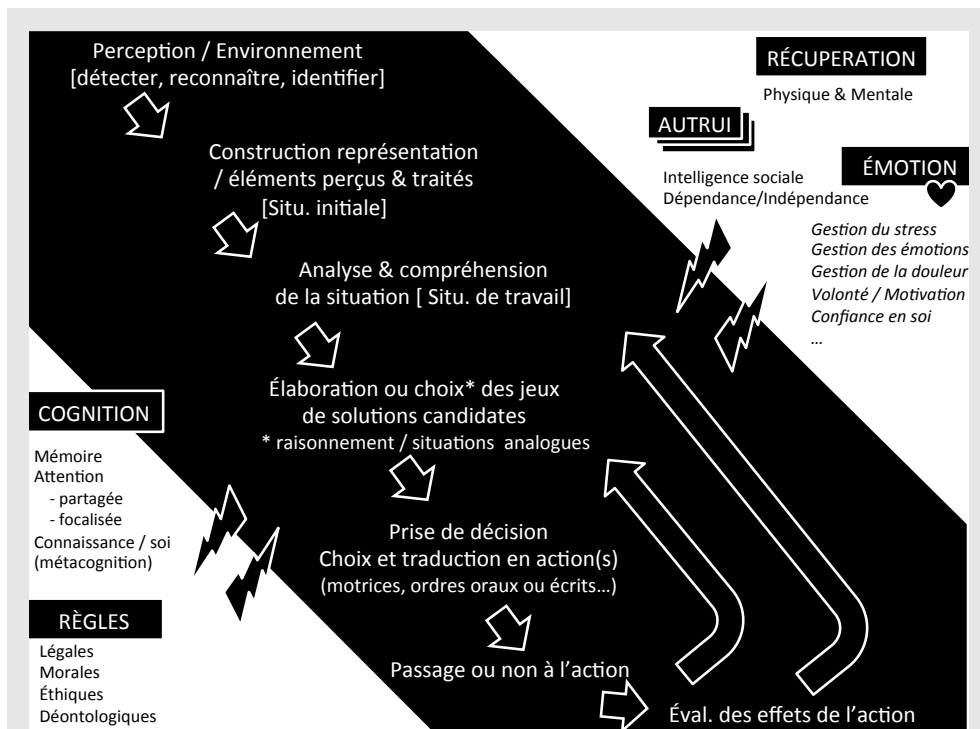 Perception / Environnement
[détecter, reconnaître, identifier]
Construction représentation
/ éléments perçus & traités
[Situ. initiale]
Analyse & compréhension
de la situation [ Situ. de travail]
Élaboration ou choix* des jeux
de solutions candidates
* raisonnement / situations analogues
Prise de décision
Choix et traduction en action(s)
(motrices, ordres oraux ou écrits…)
Passage ou non à l’action
Éval. des effets de l’action
RÉCUPERATION
Physique & Mentale
AUTRUI
Intelligence sociale
Dépendance/Indépendance
ÉMOTION
Gestion du stress
Gestion des émotions
Gestion de la douleur
Volonté / Motivation
Confiance en soi
…
COGNITION
Mémoire
Attention
- partagée
- focalisée
Connaissance / soi
(métacognition)
RÈGLES
Légales
Morales
Éthiques
Déontologiques